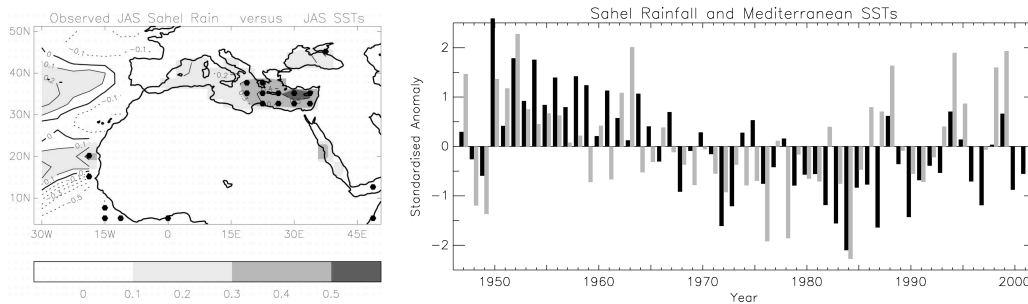 Observed JAS Sahel Rain versus JAS SSTs
50N
40N
30N
20N
10N
30W 15W 0 15E 30E 45E
0 0.1 0.2 0.3 0.4 0.5
Sahel Rainfall and Mediterranean SSTs
Standardised Anomaly
2
1
0
-1
-2
1950 1960 1970 1980 1990 2000
Year